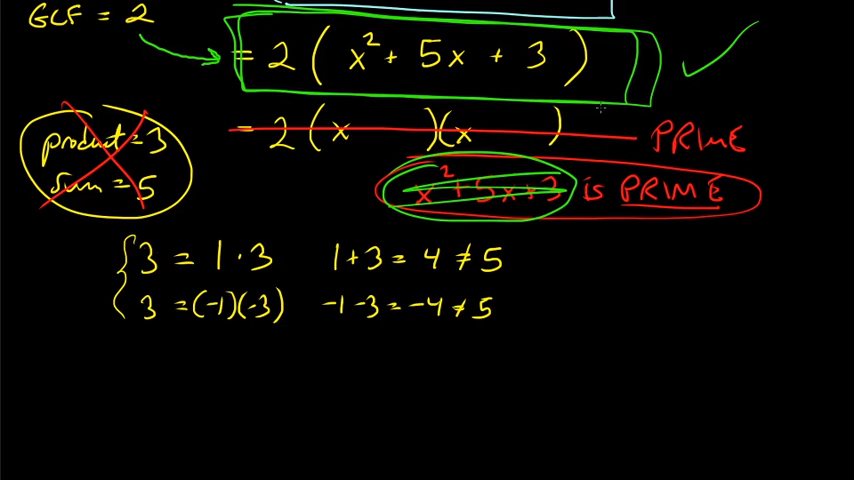 GCF = 2
= 2 ( x² + 5x + 3 )
product = 3
= 2 (x )(x ) PRIME
sum = 5
x² + 5x + 3 is PRIME
3 = 1 · 3 1 + 3 = 4 ≠ 5
3 = (-1)(-3) -1 -3 = -4 ≠ 5